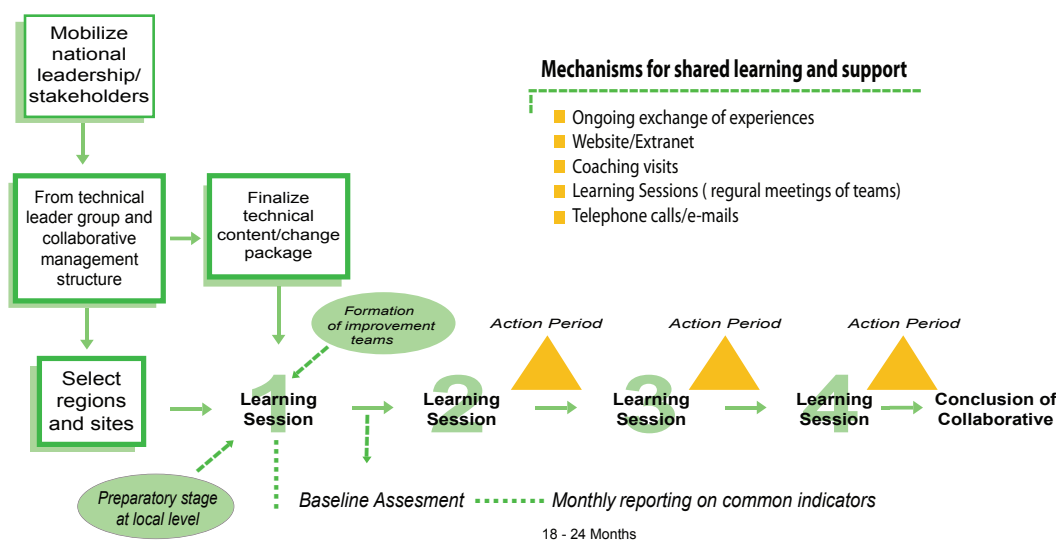 Mobilize
national
leadership/
stakeholders
Mechanisms for shared learning and support
Ongoing exchange of experiences
Website/Extranet
Coaching visits
Learning Sessions ( regural meetings of teams)
Telephone calls/e-mails
From technical
leader group and
collaborative
management
structure
Finalize
technical
content/change
package
Formation
of improvement
teams
Action Period
Action Period
Action Period
Select
regions
and sites
1
Learning
Session
2
Learning
Session
3
Learning
Session
4
Learning
Session
Conclusion of
Collaborative
Preparatory stage
at local level
Baseline Assesment
Monthly reporting on common indicators
18 - 24 Months